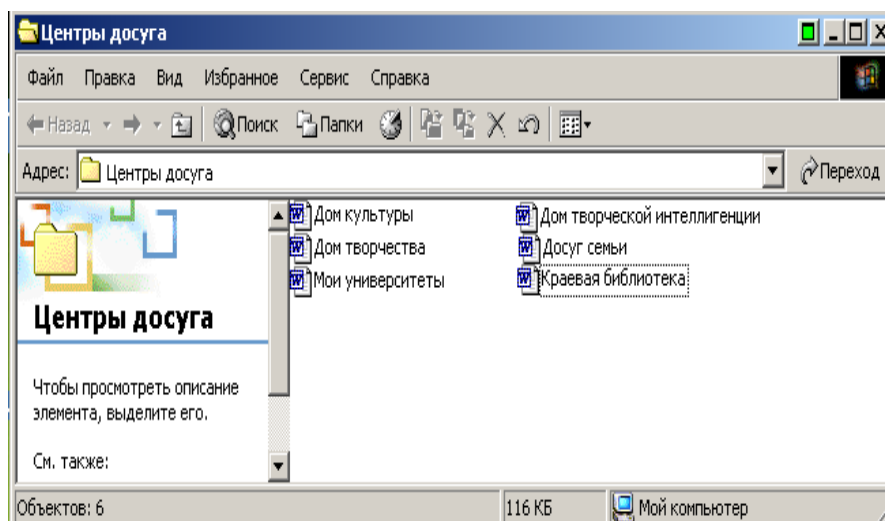 Центры досуга
Файл Правка Вид Избранное Сервис Справка
Назад Поиск Папки
Адрес: Центры досуга Переход
Дом культуры Дом творческой интеллигенции
Дом творчества Досуг семьи
Мои университеты Краевая библиотека
Центры досуга
Чтобы просмотреть описание
элемента, выделите его.
См. также:
Объектов: 6 116 КБ Мой компьютер